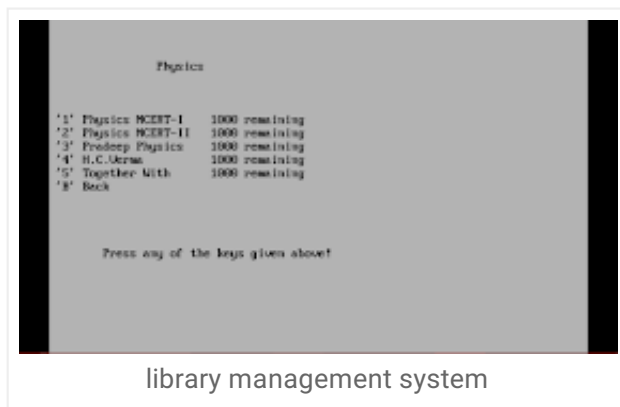 Physics
'1' Physics NCERT-I 1000 remaining
'2' Physics NCERT-II 1000 remaining
'3' Pradeep Physics 1000 remaining
'4' H.C.Verma 1000 remaining
'5' Together With 1000 remaining
'B' Back
Press any of the keys given above!
library management system